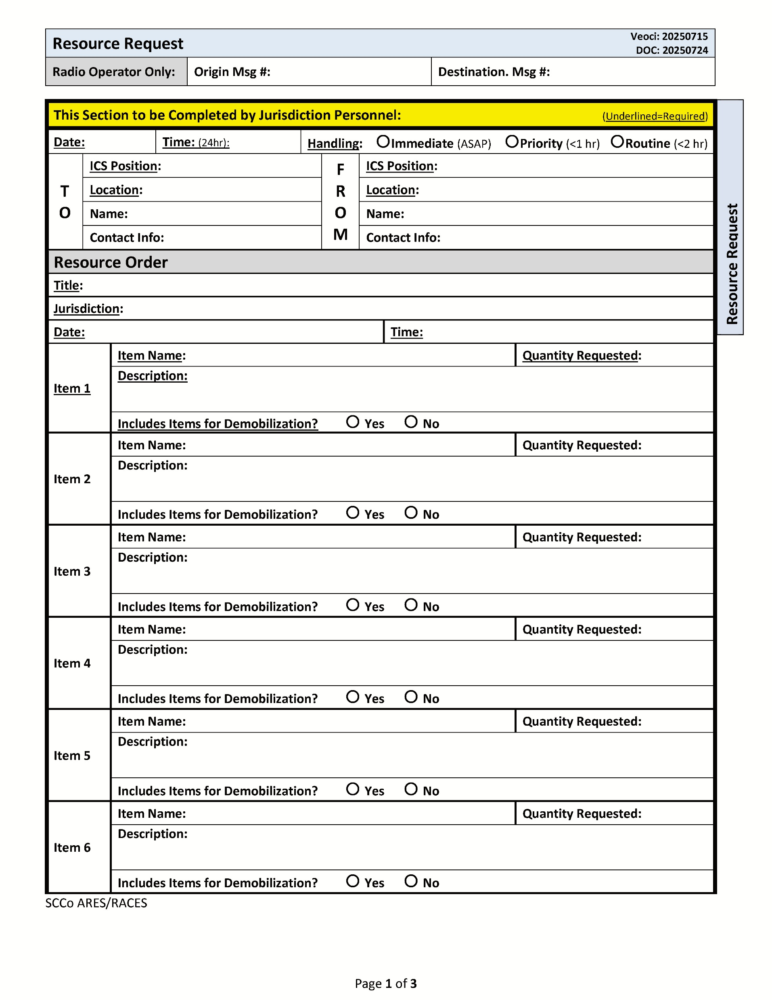 Resource Request
Veoci: 20250715
DOC: 20250724
Radio Operator Only:
Origin Msg #:
Destination. Msg #:
This Section to be Completed by Jurisdiction Personnel:
(Underlined=Required)
Date:
Time: (24hr):
Handling: Immediate (ASAP) Priority (<1 hr) Routine (<2 hr)
TO
ICS Position:
Location:
Name:
Contact Info:
FROM
ICS Position:
Location:
Name:
Contact Info:
Resource Request
Resource Order
Title:
Jurisdiction:
Date:
Time:
Item 1
Item Name:
Quantity Requested:
Description:
Includes Items for Demobilization? Yes No
Item 2
Item Name:
Quantity Requested:
Description:
Includes Items for Demobilization? Yes No
Item 3
Item Name:
Quantity Requested:
Description:
Includes Items for Demobilization? Yes No
Item 4
Item Name:
Quantity Requested:
Description:
Includes Items for Demobilization? Yes No
Item 5
Item Name:
Quantity Requested:
Description:
Includes Items for Demobilization? Yes No
Item 6
Item Name:
Quantity Requested:
Description:
Includes Items for Demobilization? Yes No
SCCo ARES/RACES
Page 1 of 3